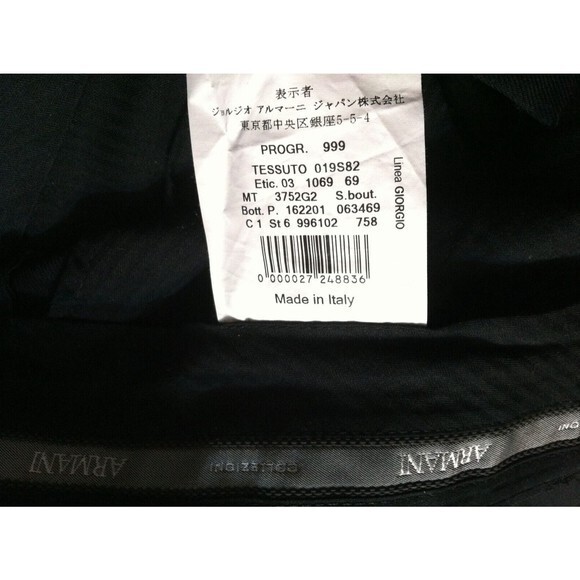 表示者
ジョルジオ アルマーニ ジャパン株式会社
東京都中央区銀座5-5-4
PROGR. 999
TESSUTO 019S82
Etic. 03 1069 69
MT 3752G2 S.bout.
Bott. P. 162201 063469
C 1 St 6 996102 758
0 000027 248836
Made in Italy
Linea GIORGIO
ARMANI COLLEZIONI ARMANI ONI